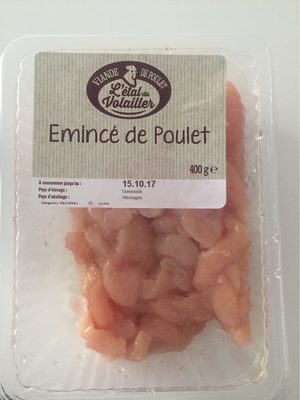 VIANDE DE POULET
L'étal du
Volailler
Emincé de Poulet
400 g e
À consommer jusqu'au :
15.10.17
Pays d'élevage :
Danemark
Pays d'abattage :
Allemagne